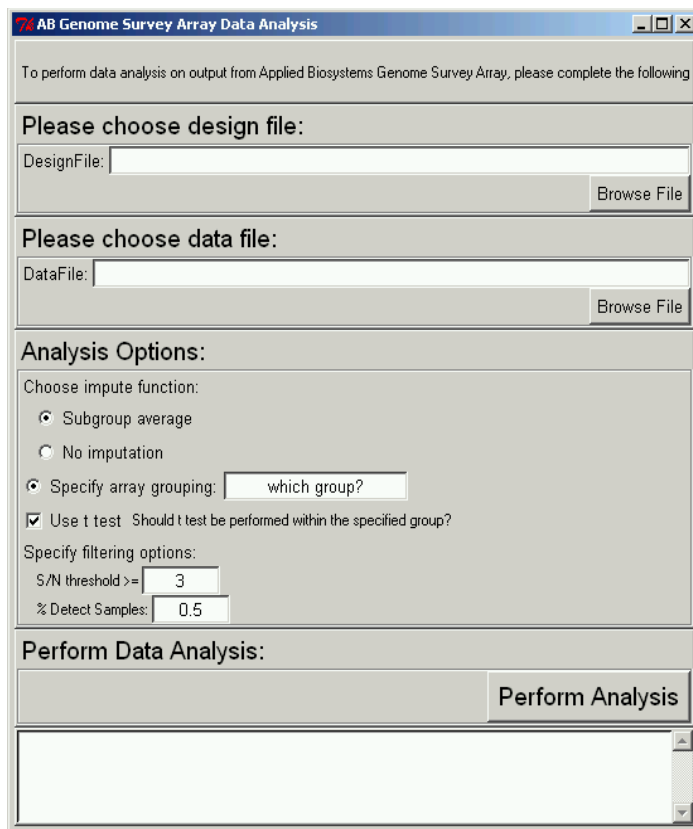 AB Genome Survey Array Data Analysis
To perform data analysis on output from Applied Biosystems Genome Survey Array, please complete the following
Please choose design file:
DesignFile:
Browse File
Please choose data file:
DataFile:
Browse File
Analysis Options:
Choose impute function:
Subgroup average
No imputation
Specify array grouping: which group?
Use t test Should t test be performed within the specified group?
Specify filtering options:
S/N threshold >= 3
% Detect Samples: 0.5
Perform Data Analysis:
Perform Analysis